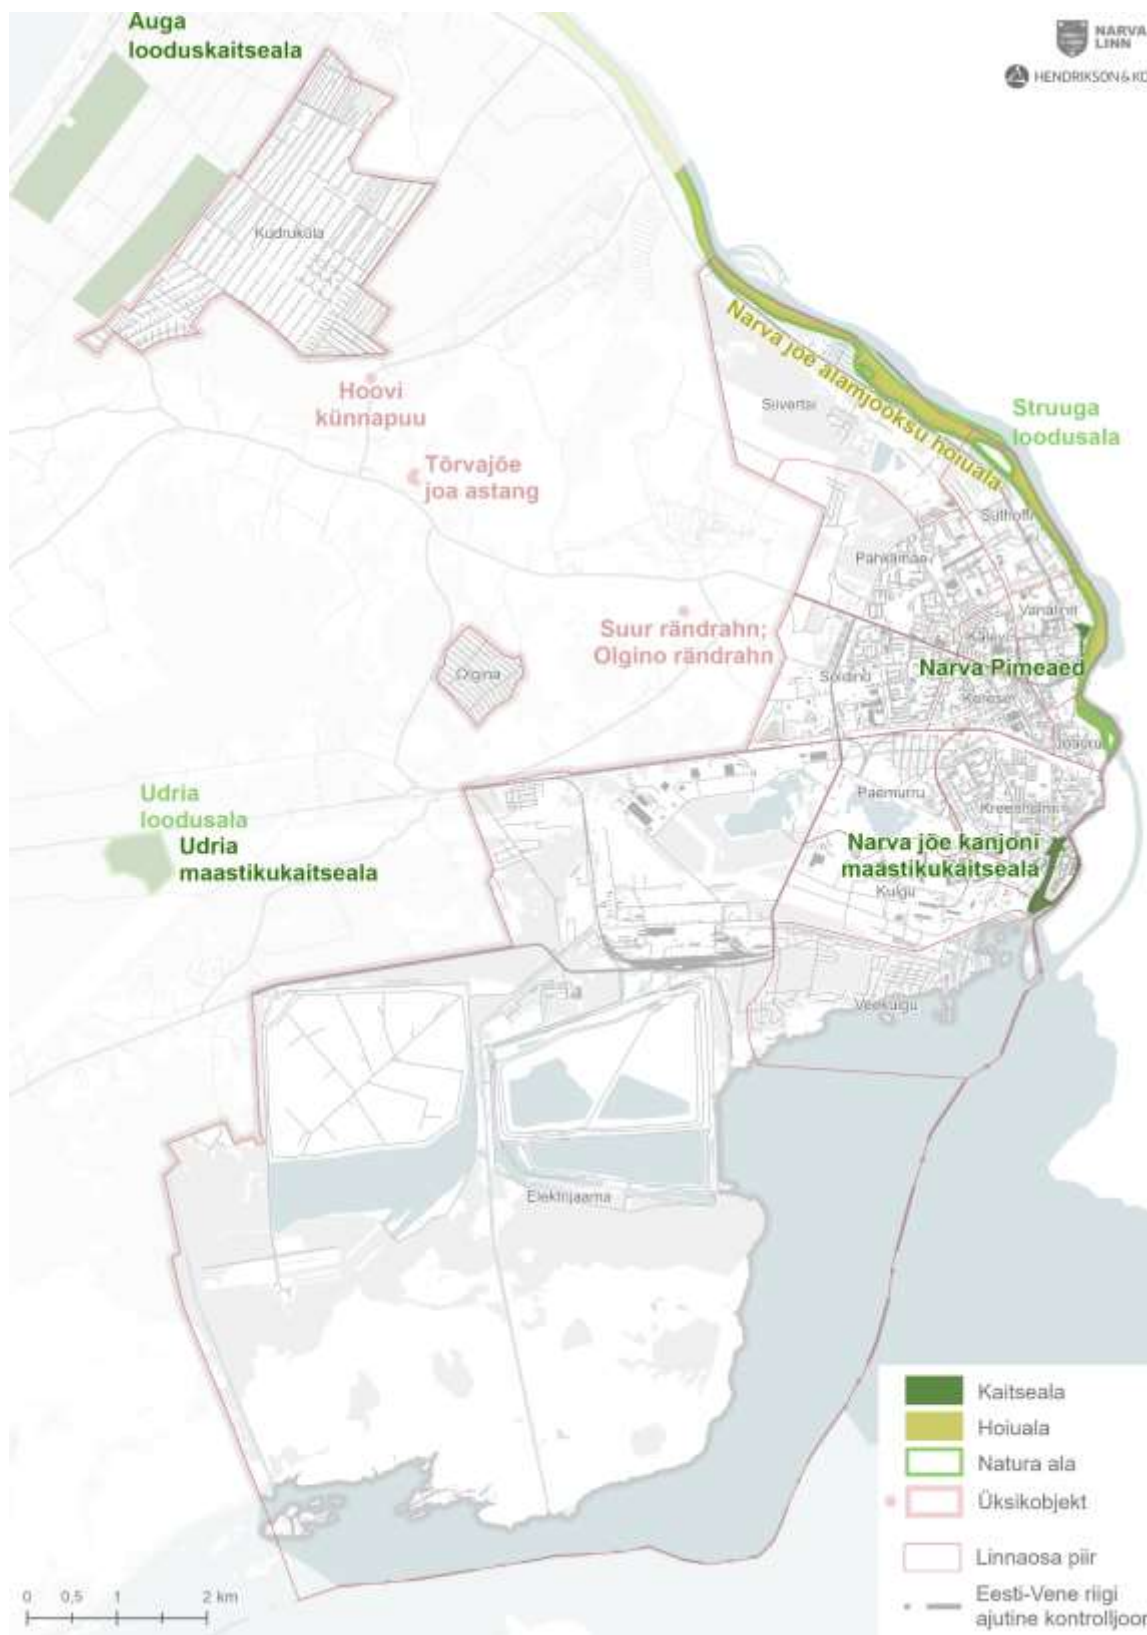 Auga
looduskaitseala
NARVA
LINN
HENDRIKSON&KO
Kudruküla
Narva jõe alamjooksu hoiuala
Hoovi
künnapuu
Siivertsi
Struuga
loodusala
Tõrvajõe
joa astang
Sutthoffi
Pähklimäe
Vanalinn
Suur rändrahn;
Olgino rändrahn
Kalevi
Olgina
Soldino
Narva Pimeaed
Kerese
Joaoru
Udria
loodusala
Paemurru
Kreenholmi
Udria
maastikukaitseala
Narva jõe kanjoni
maastikukaitseala
Kulgu
Veekulgu
Elektrijaama
Kaitseala
Hoiuala
Natura ala
Üksikobjekt
Linnaosa piir
Eesti-Vene riigi
ajutine kontrolljoon
0 0,5 1 2 km